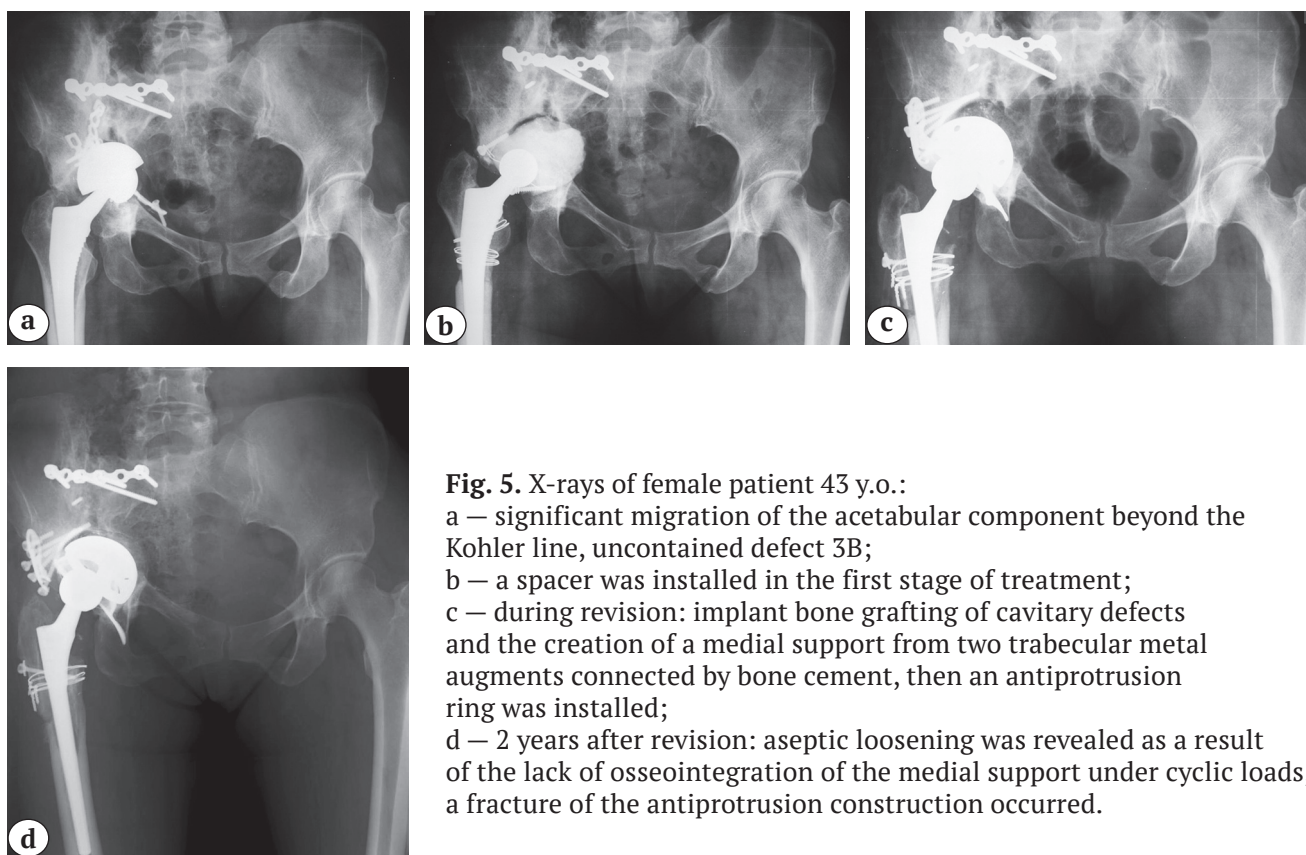 a
b
c
d
Fig. 5. X-rays of female patient 43 y.o.:
a — significant migration of the acetabular component beyond the
Kohler line, uncontained defect 3B;
b — a spacer was installed in the first stage of treatment;
c — during revision: implant bone grafting of cavitary defects
and the creation of a medial support from two trabecular metal
augments connected by bone cement, then an antiprotrusion
ring was installed;
d — 2 years after revision: aseptic loosening was revealed as a result
of the lack of osseointegration of the medial support under cyclic loads,
a fracture of the antiprotrusion construction occurred.